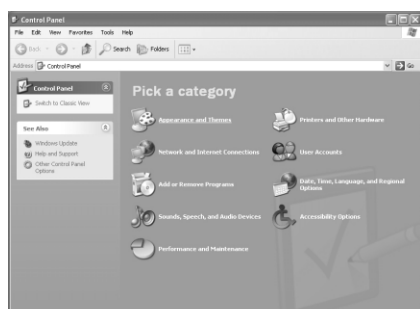 Control Panel
File Edit View Favorites Tools Help
Back Search Folders
Address Control Panel Go
Control Panel
Switch to Classic View
See Also
Windows Update
Help and Support
Other Control Panel
Options
Pick a category
Appearance and Themes
Printers and Other Hardware
Network and Internet Connections
User Accounts
Add or Remove Programs
Date, Time, Language, and Regional
Options
Sounds, Speech, and Audio Devices
Accessibility Options
Performance and Maintenance